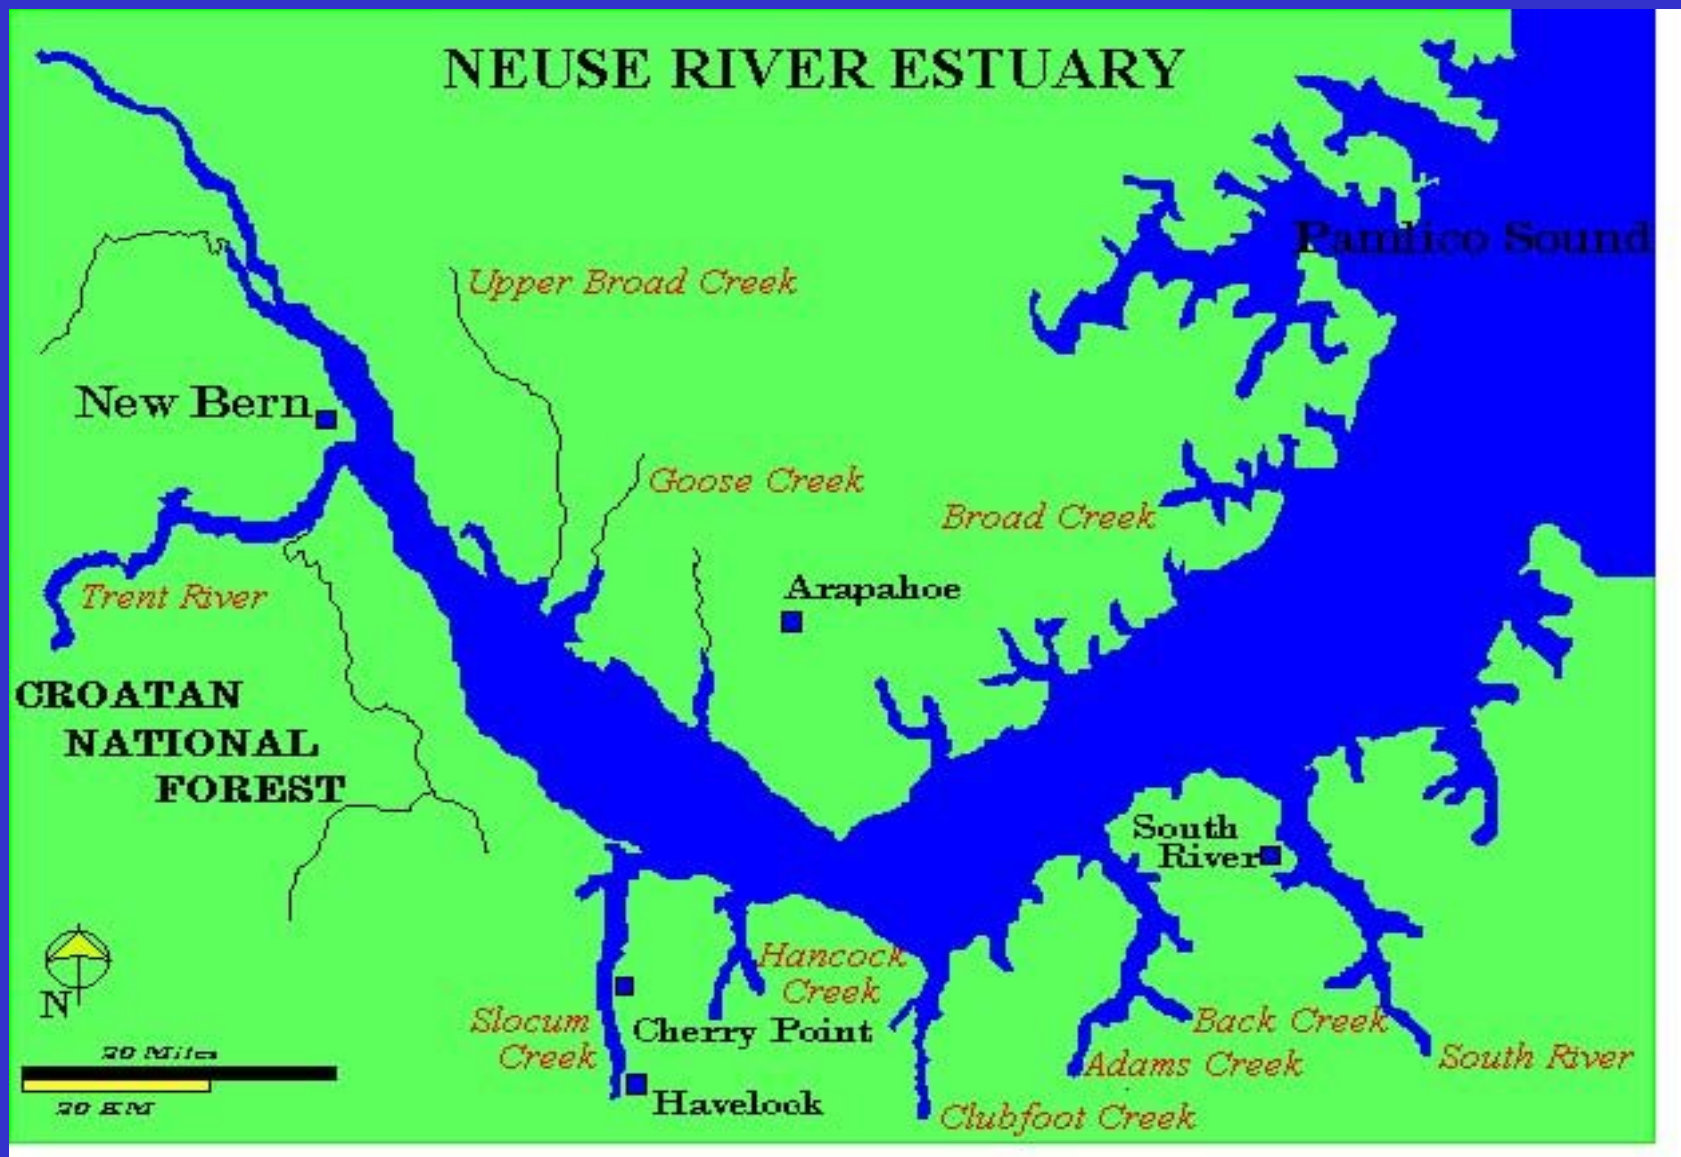 NEUSE RIVER ESTUARY
Pamlico Sound
Upper Broad Creek
New Bern
Goose Creek
Broad Creek
Arapahoe
Trent River
CROATAN
NATIONAL
FOREST
South
River
Hancock
Creek
Slocum
Creek
Cherry Point
Back Creek
Adams Creek
South River
Havelock
Clubfoot Creek
N
20 Miles
20 KM